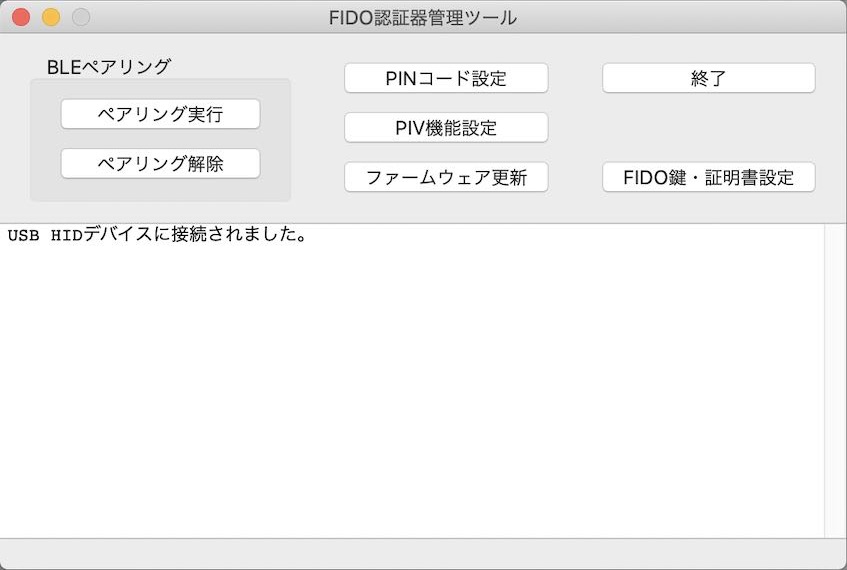 FIDO認証器管理ツール
BLEペアリング
ペアリング実行
ペアリング解除
PINコード設定
PIV機能設定
ファームウェア更新
終了
FIDO鍵・証明書設定
USB HIDデバイスに接続されました。